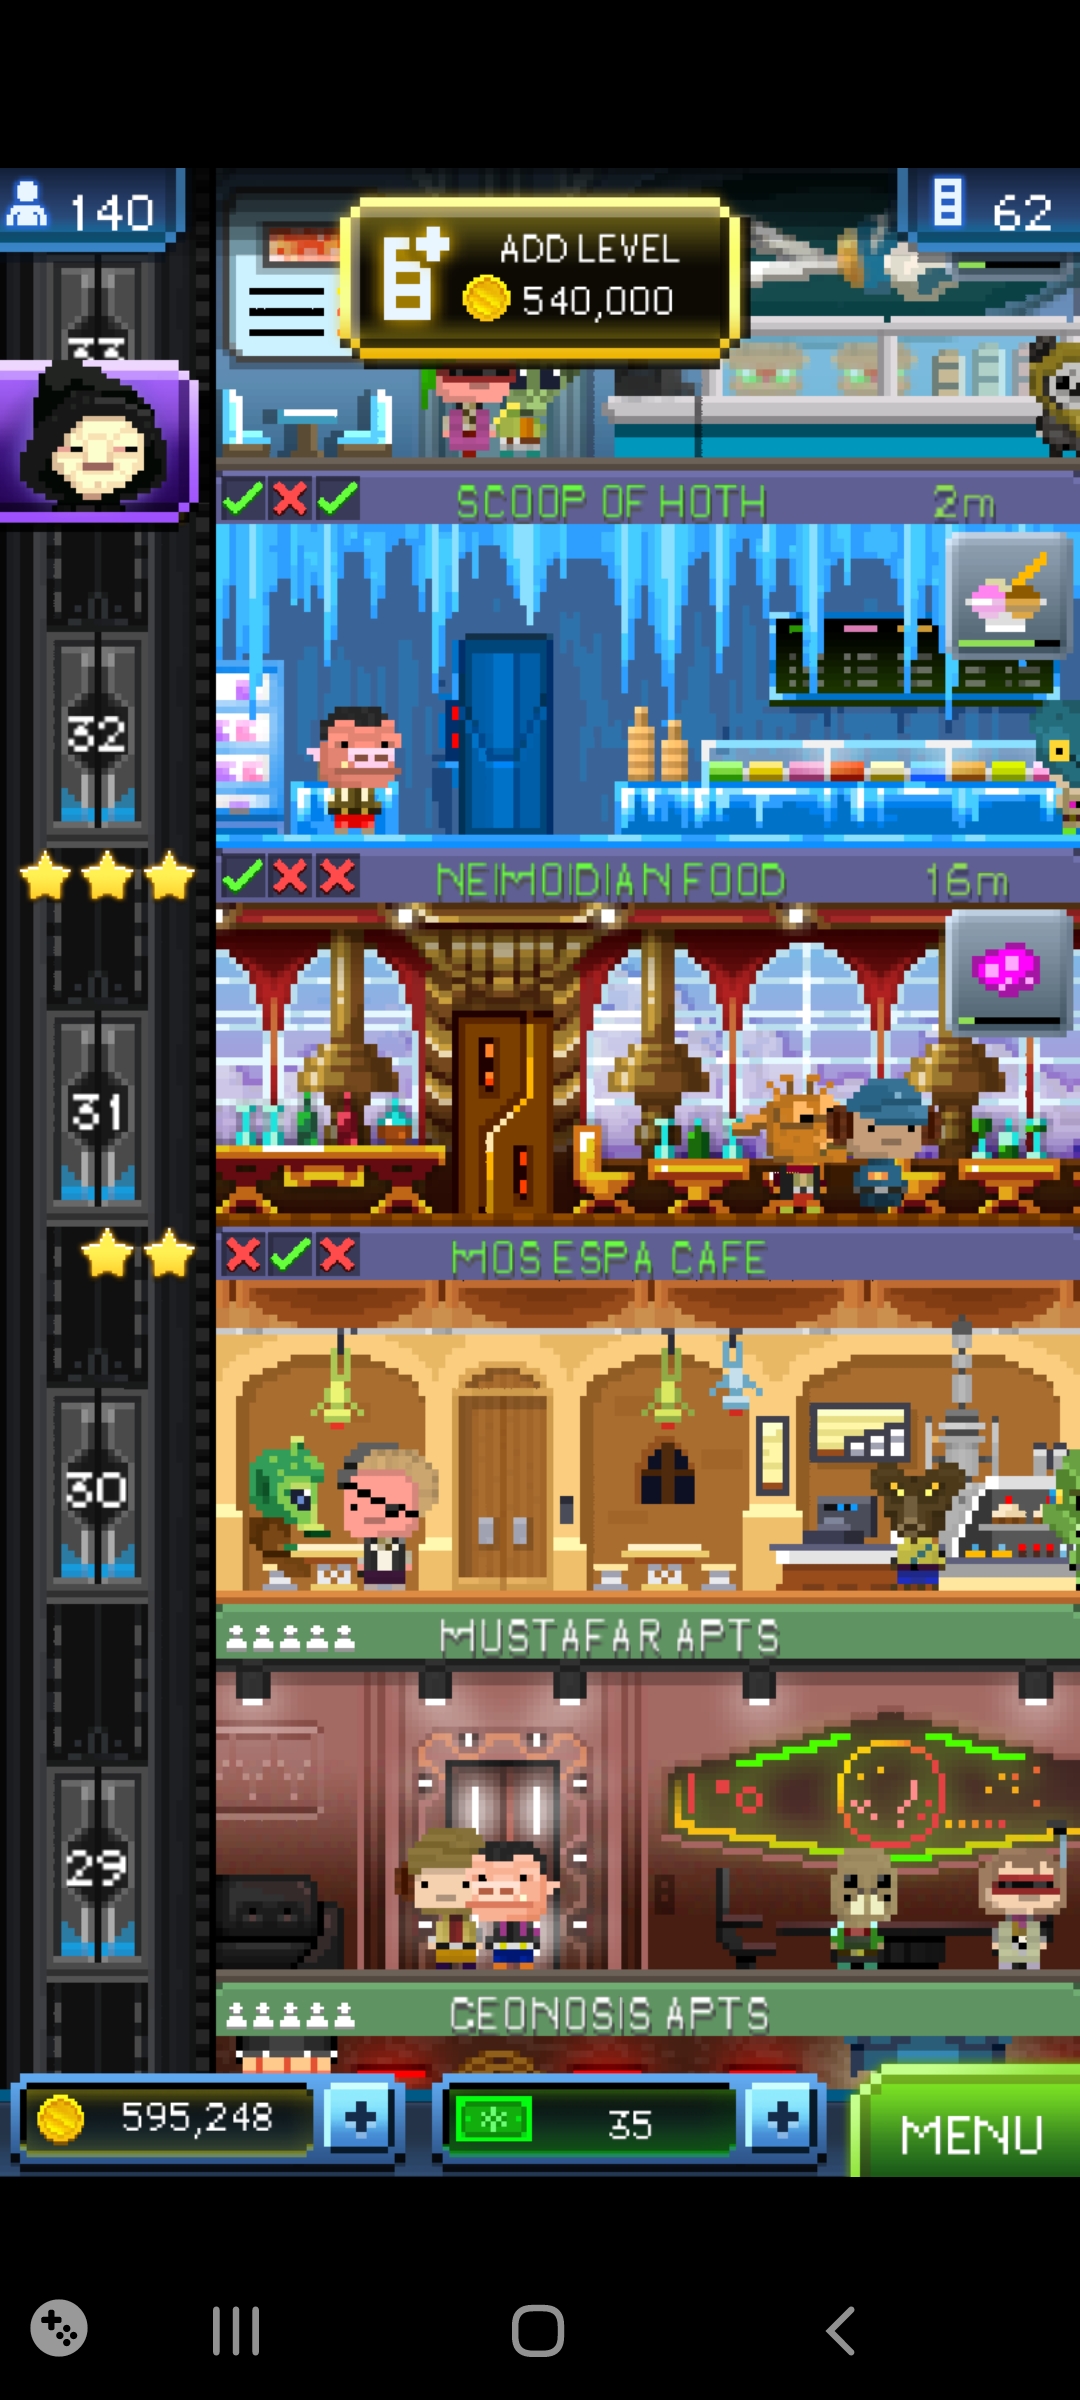 140
62
ADD LEVEL
540,000
33
SCOOP OF HOTH 2m
32
NEIMOIDIAN FOOD 16m
31
MOS ESPA CAFE
30
MUSTAFAR APTS
29
GEONOSIS APTS
595,248
35
MENU